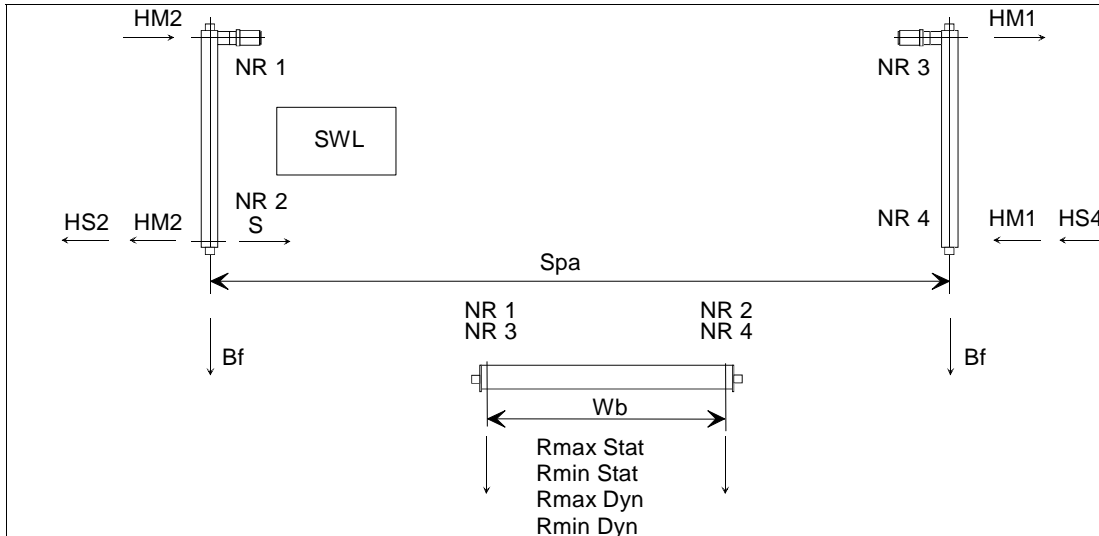 HM2 HM1
NR 1 NR 3
SWL
NR 2 NR 4
HS2 HM2 S HM1 HS4
Spa
NR 1 NR 2
NR 3 NR 4
Bf Bf
Wb
Rmax Stat
Rmin Stat
Rmax Dyn
Rmin Dyn